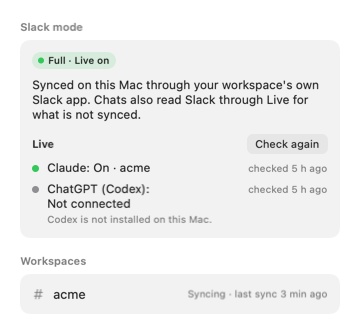 Slack mode
Full · Live on
Synced on this Mac through your workspace's own
Slack app. Chats also read Slack through Live for
what is not synced.
Live
Check again
Claude: On · acme
checked 5 h ago
ChatGPT (Codex):
checked 5 h ago
Not connected
Codex is not installed on this Mac.
Workspaces
# acme
Syncing · last sync 3 min ago